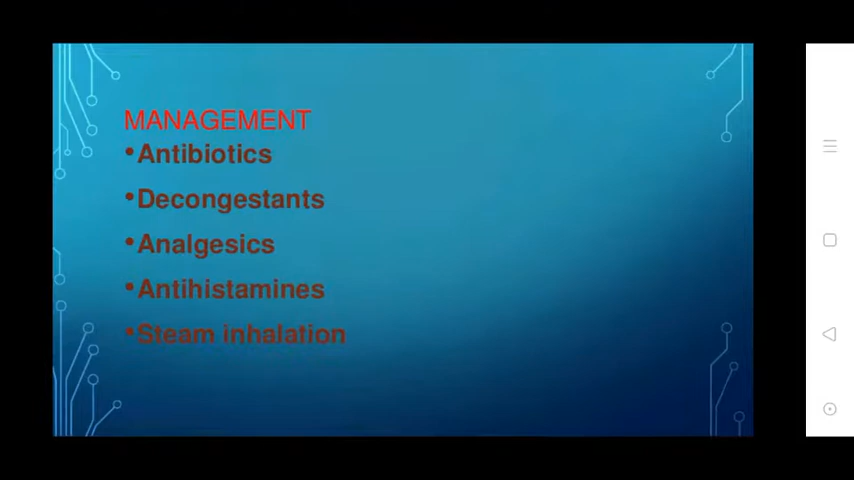 MANAGEMENT
•Antibiotics
•Decongestants
•Analgesics
•Antihistamines
•Steam inhalation